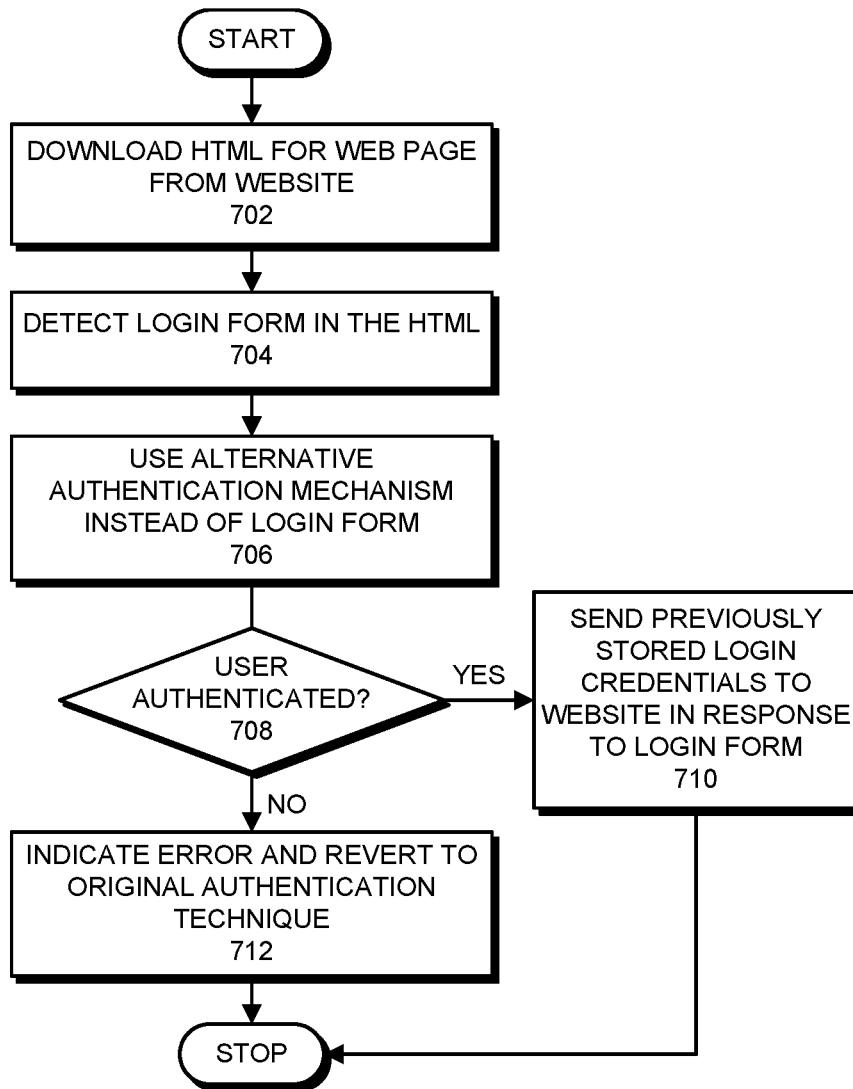 START
DOWNLOAD HTML FOR WEB PAGE
FROM WEBSITE
702
DETECT LOGIN FORM IN THE HTML
704
USE ALTERNATIVE
AUTHENTICATION MECHANISM
INSTEAD OF LOGIN FORM
706
USER
AUTHENTICATED?
708
YES
SEND PREVIOUSLY
STORED LOGIN
CREDENTIALS TO
WEBSITE IN RESPONSE
TO LOGIN FORM
710
NO
INDICATE ERROR AND REVERT TO
ORIGINAL AUTHENTICATION
TECHNIQUE
712
STOP